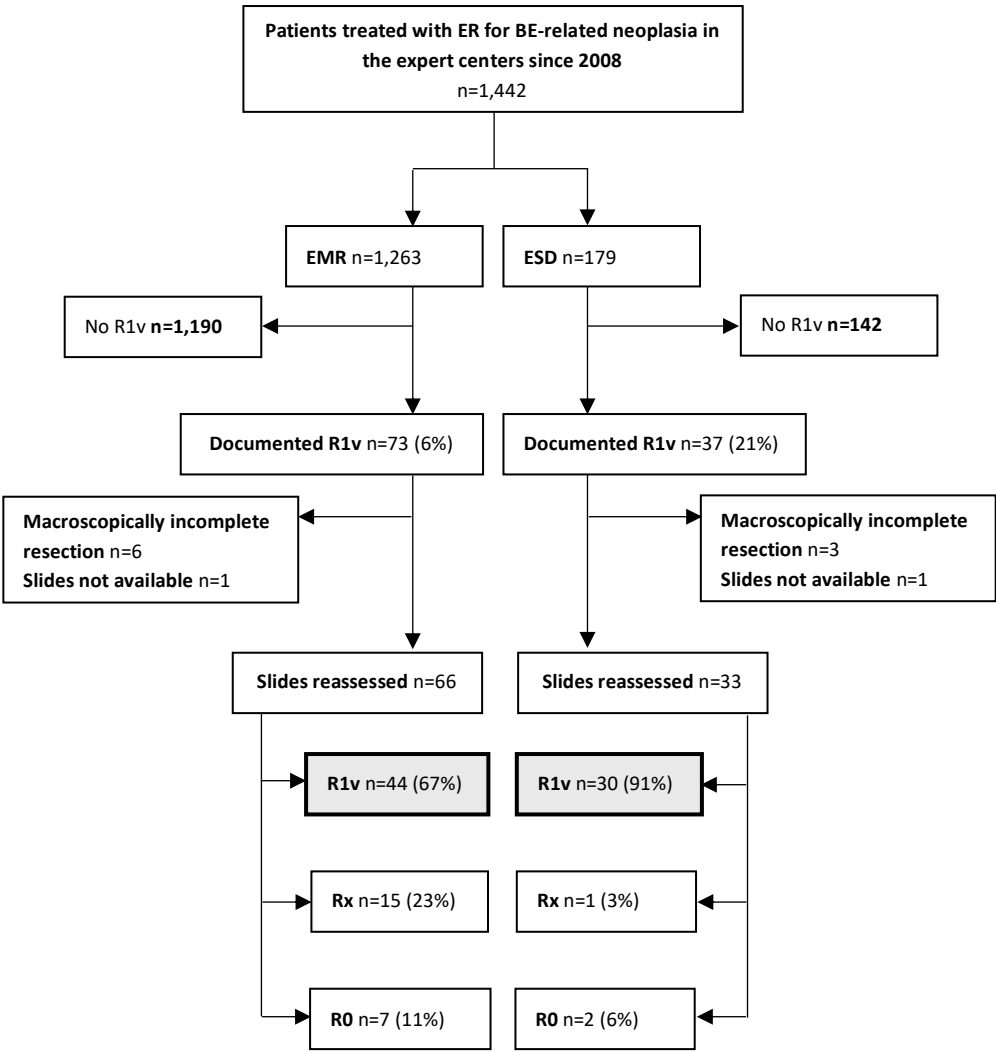 Patients treated with ER for BE-related neoplasia in
the expert centers since 2008
n=1,442
EMR n=1,263
ESD n=179
No R1v n=1,190
No R1v n=142
Documented R1v n=73 (6%)
Documented R1v n=37 (21%)
Macroscopically incomplete
resection n=6
Slides not available n=1
Macroscopically incomplete
resection n=3
Slides not available n=1
Slides reassessed n=66
Slides reassessed n=33
R1v n=44 (67%)
R1v n=30 (91%)
Rx n=15 (23%)
Rx n=1 (3%)
R0 n=7 (11%)
R0 n=2 (6%)